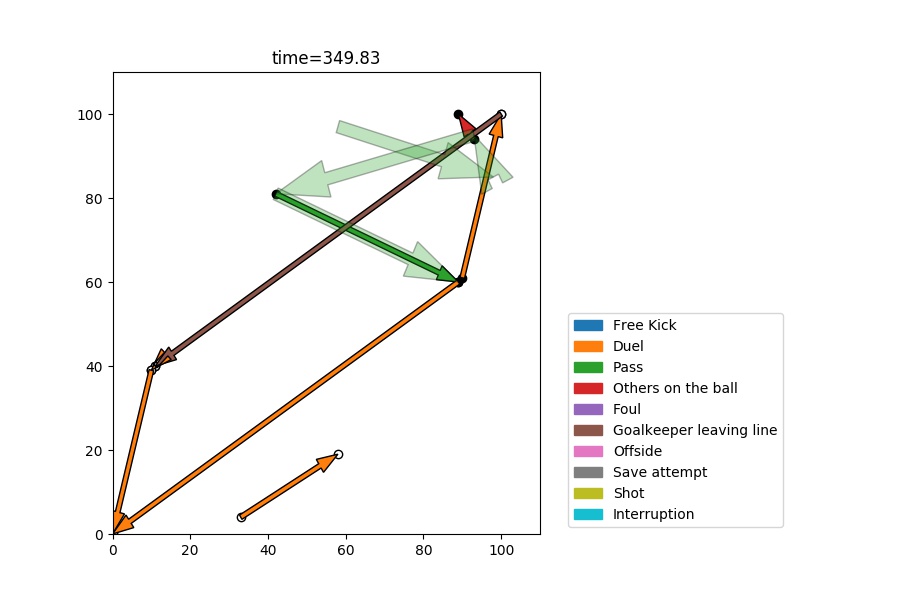 time=349.83
100
80
60
40
20
0
0 20 40 60 80 100
Free Kick
Duel
Pass
Others on the ball
Foul
Goalkeeper leaving line
Offside
Save attempt
Shot
Interruption